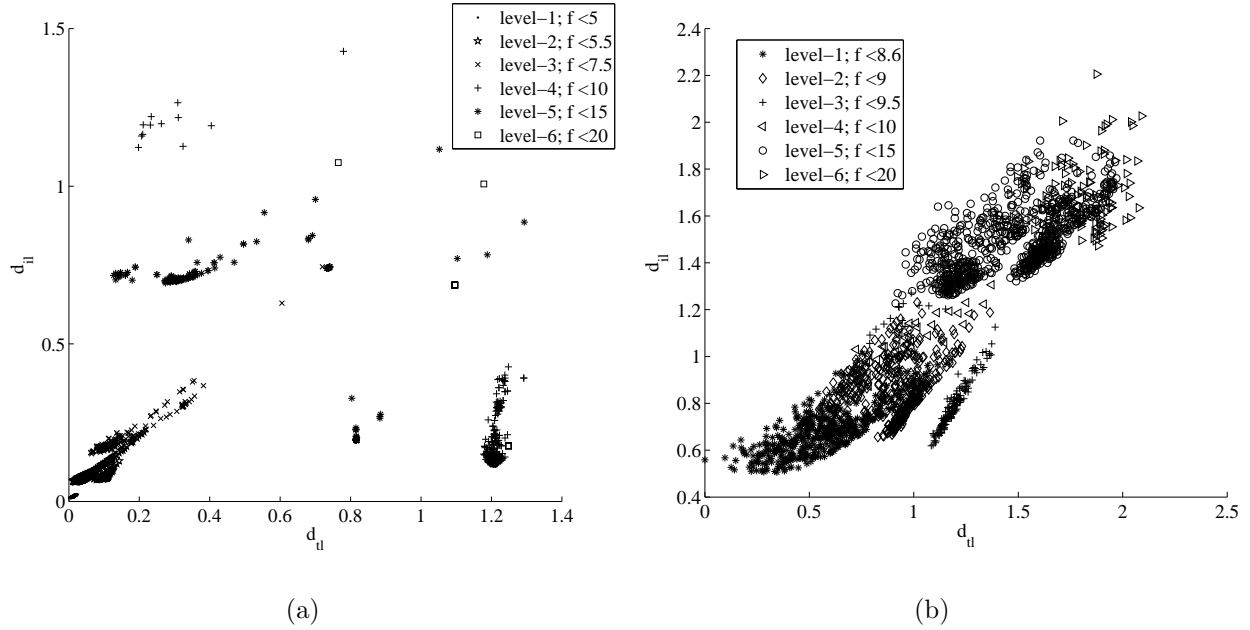 1.5
1
0.5
0
0
0.2
0.4
0.6
0.8
1
1.2
1.4
d_il
d_tl
level−1; f <5
level−2; f <5.5
level−3; f <7.5
level−4; f <10
level−5; f <15
level−6; f <20
(a)
2.4
2.2
2
1.8
1.6
1.4
1.2
1
0.8
0.6
0.4
0
0.5
1
1.5
2
2.5
d_il
d_tl
level−1; f <8.6
level−2; f <9
level−3; f <9.5
level−4; f <10
level−5; f <15
level−6; f <20
(b)